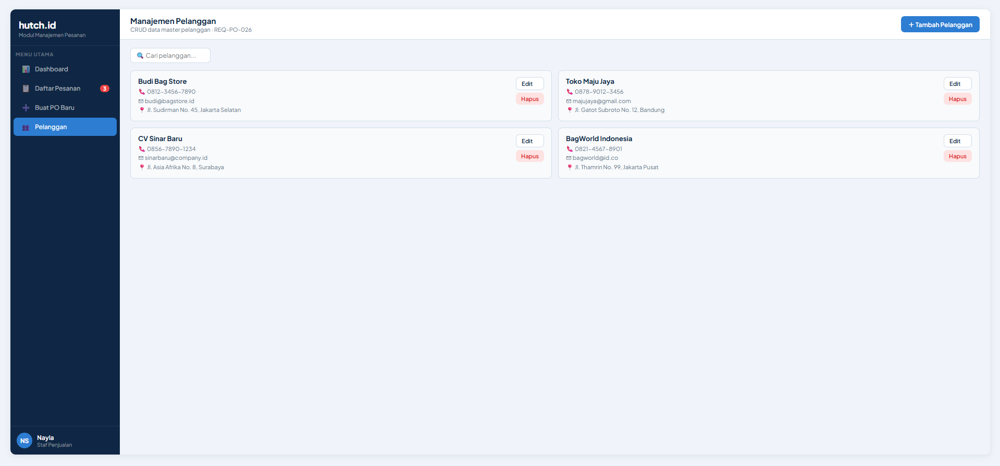 hutch.id
Modul Manajemen Pesanan
MENU UTAMA
Dashboard
Daftar Pesanan 3
Buat PO Baru
Pelanggan
NS
Nayla
Staf Penjualan
Manajemen Pelanggan
CRUD data master pelanggan · REQ-PO-026
+ Tambah Pelanggan
Cari pelanggan...
Budi Bag Store
0812-3456-7890
budi@bagstore.id
Jl. Sudirman No. 45, Jakarta Selatan
Edit
Hapus
Toko Maju Jaya
0878-9012-3456
majujaya@gmail.com
Jl. Gatot Subroto No. 12, Bandung
Edit
Hapus
CV Sinar Baru
0856-7890-1234
sinarbaru@company.id
Jl. Asia Afrika No. 8, Surabaya
Edit
Hapus
BagWorld Indonesia
0821-4567-8901
bagworld@id.co
Jl. Thamrin No. 99, Jakarta Pusat
Edit
Hapus